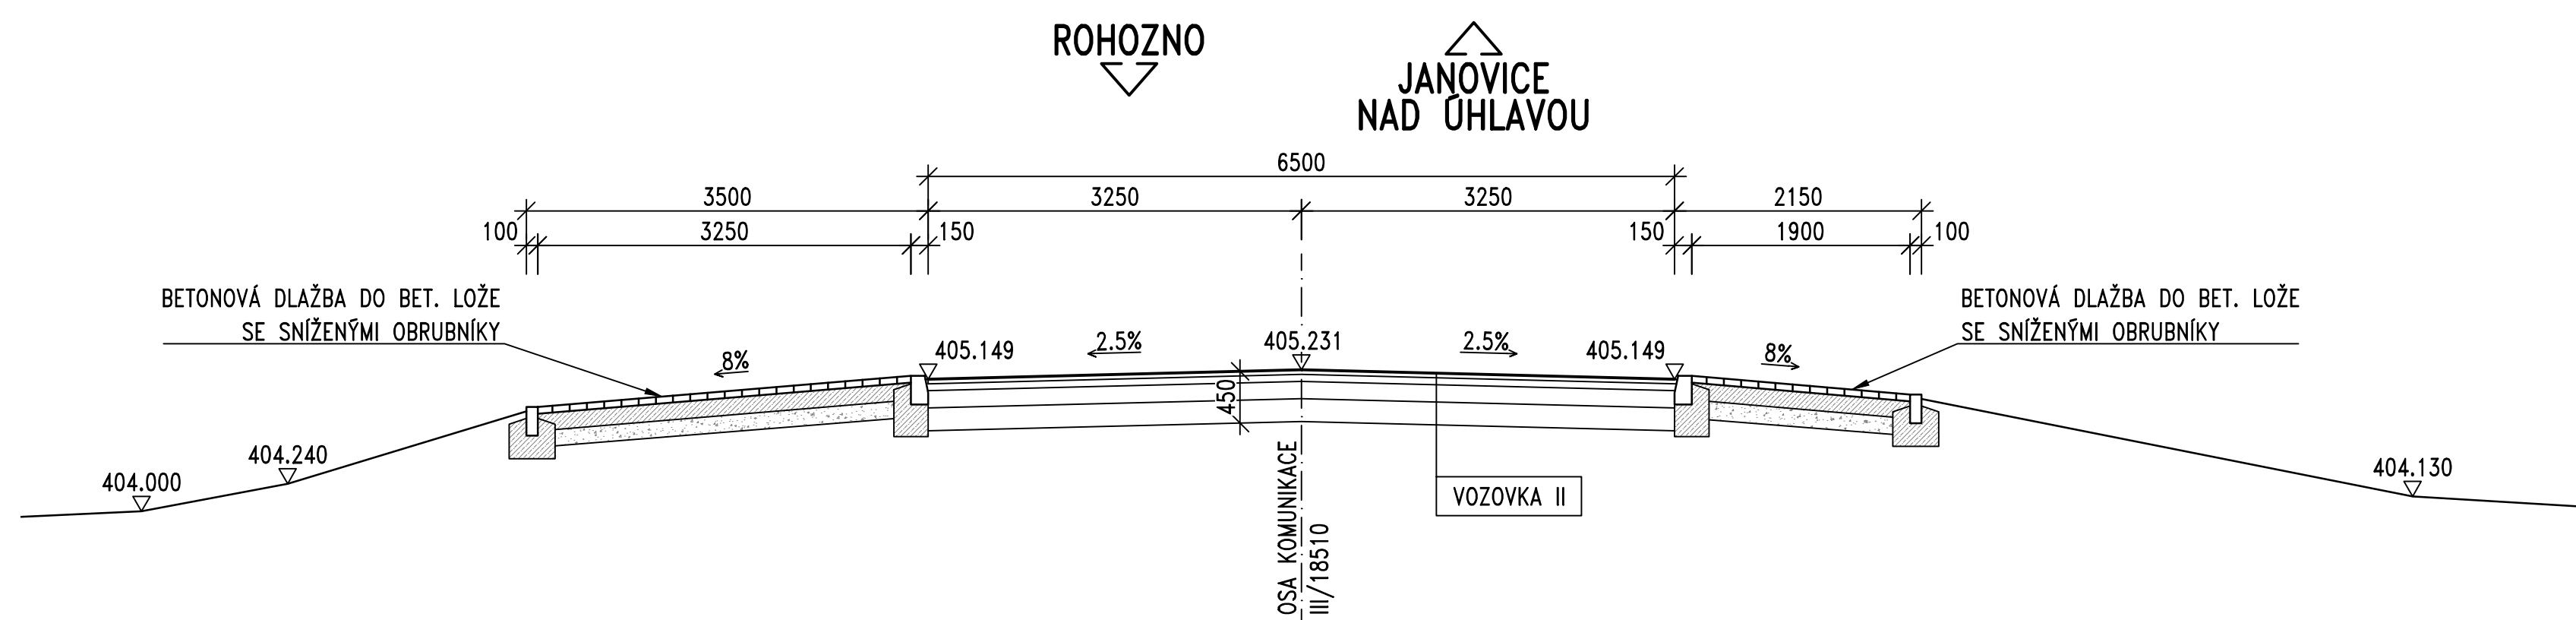 ROHOZNO
JANOVICE
NAD ÚHLAVOU
6500
3500
3250
3250
2150
100
3250
150
150
1900
100
BETONOVÁ DLAŽBA DO BET. LOŽE
SE SNÍŽENÝMI OBRUBNÍKY
BETONOVÁ DLAŽBA DO BET. LOŽE
SE SNÍŽENÝMI OBRUBNÍKY
8%
405.149
2.5%
405.231
2.5%
405.149
8%
450
404.000
404.240
404.130
VOZOVKA II
OSA KOMUNIKACE
III/18510